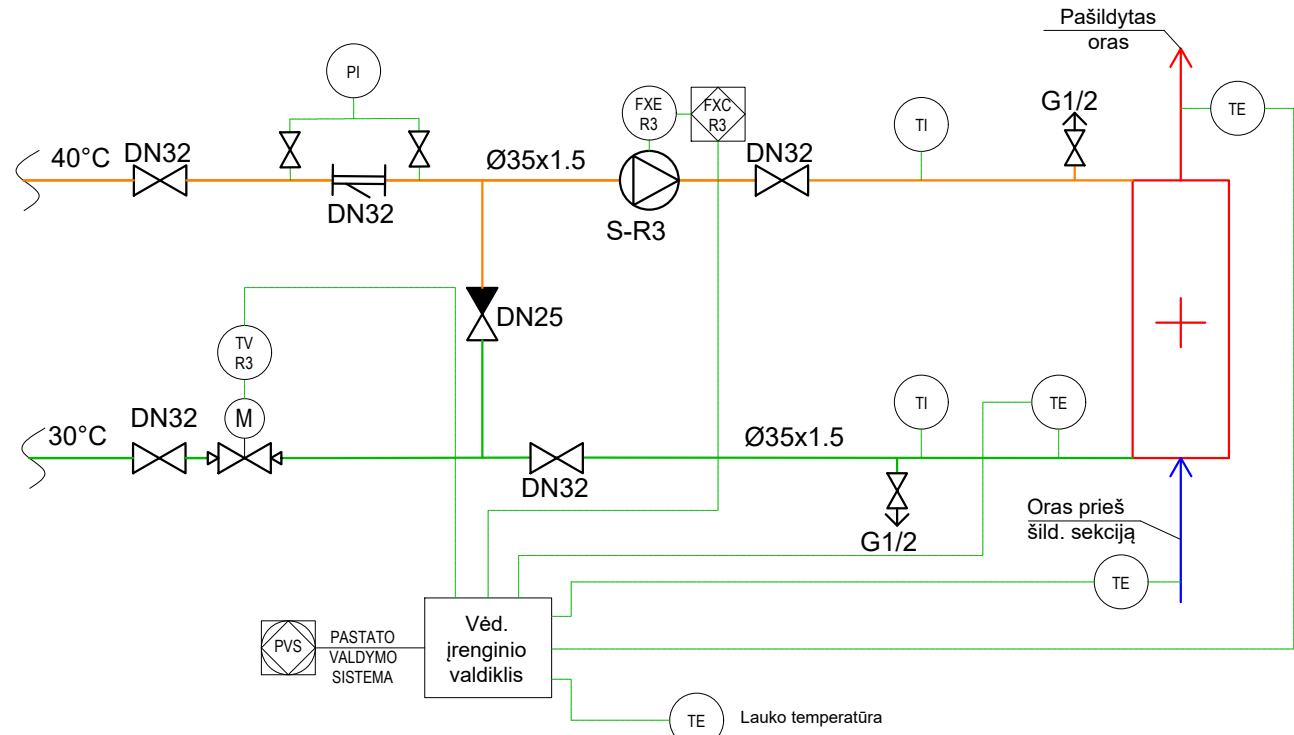 Pašildytas
oras
PI
FXE
R3
FXC
R3
TI
G1/2
TE
40°C
DN32
Ø35x1.5
DN32
DN32
S-R3
DN25
TV
R3
M
TI
TE
30°C
DN32
Ø35x1.5
DN32
G1/2
Oras prieš
šild. sekciją
TE
PVS
PASTATO
VALDYMO
SISTEMA
Vėd.
įrenginio
valdiklis
TE
Lauko temperatūra